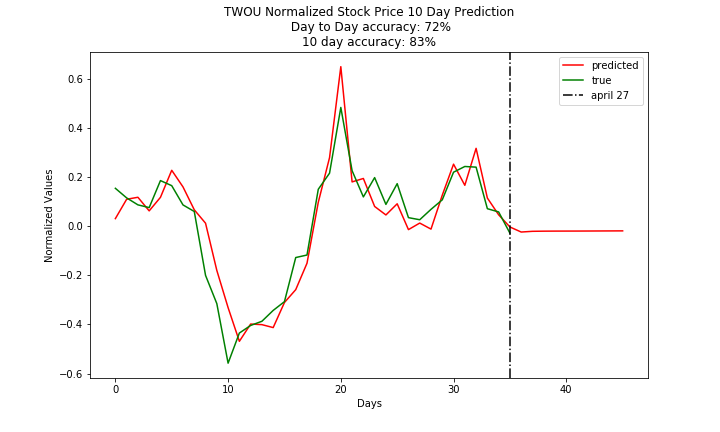 TWOU Normalized Stock Price 10 Day Prediction
Day to Day accuracy: 72%
10 day accuracy: 83%
predicted
true
april 27
Normalized Values
0.6
0.4
0.2
0.0
−0.2
−0.4
−0.6
0 10 20 30 40
Days